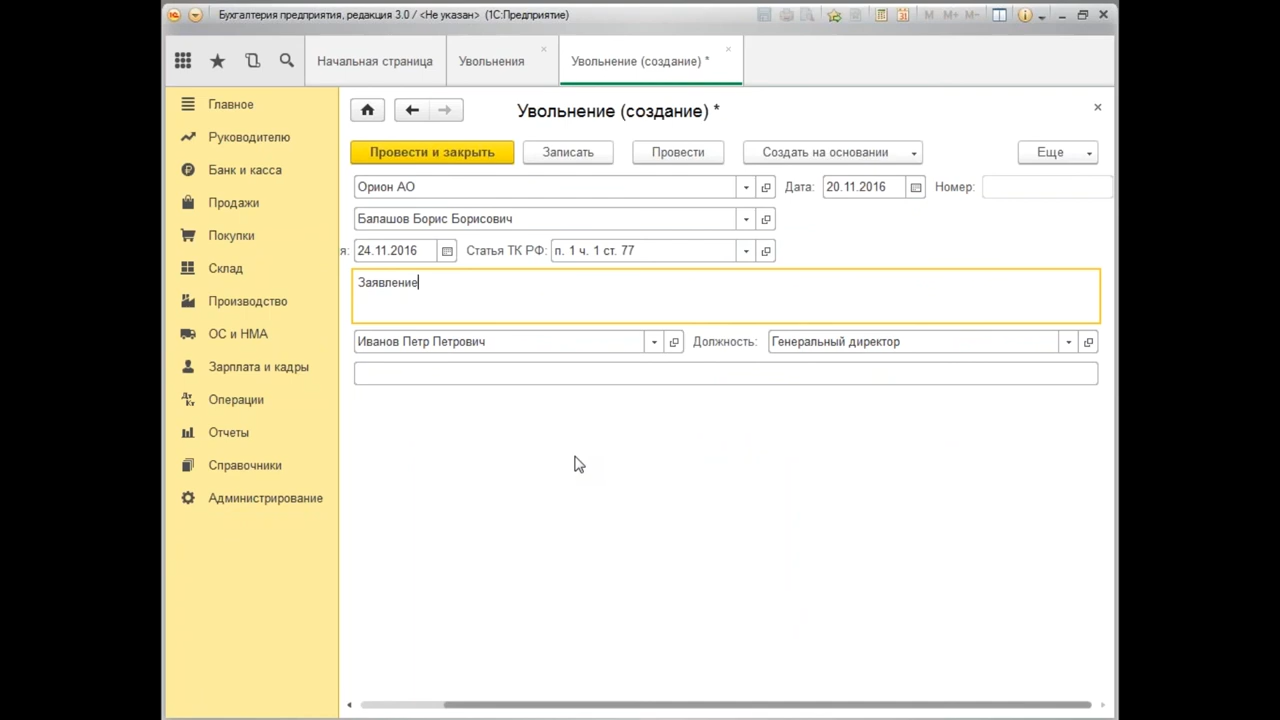 Бухгалтерия предприятия, редакция 3.0 / <Не указан> (1С:Предприятие)
M M+ M-
Начальная страница
Увольнения
Увольнение (создание) *
Главное
Руководителю
Банк и касса
Продажи
Покупки
Склад
Производство
ОС и НМА
Зарплата и кадры
Операции
Отчеты
Справочники
Администрирование
Увольнение (создание) *
Провести и закрыть
Записать
Провести
Создать на основании
Еще
Орион АО
Дата: 20.11.2016
Номер:
Балашов Борис Борисович
я: 24.11.2016
Статья ТК РФ: п. 1 ч. 1 ст. 77
Заявление
Иванов Петр Петрович
Должность: Генеральный директор